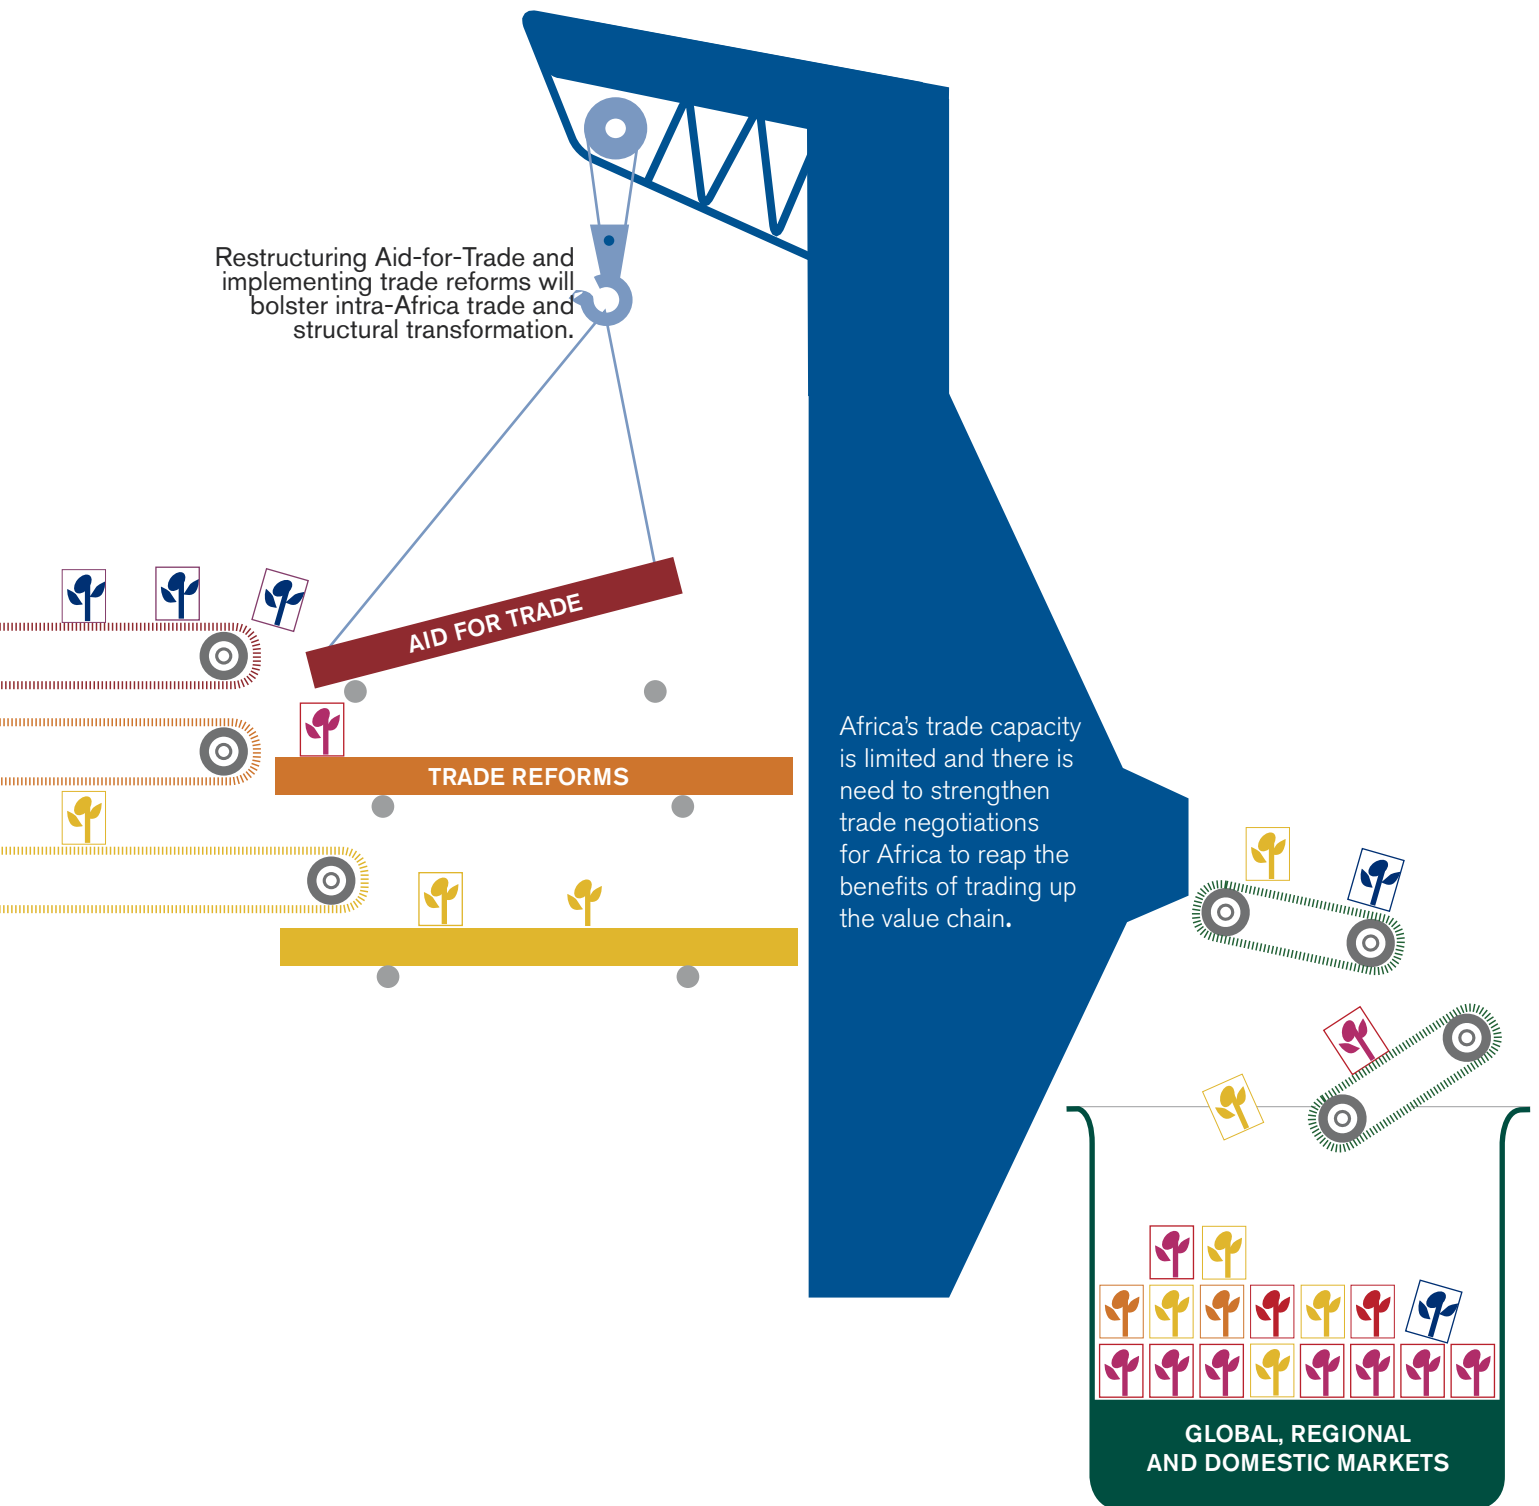 Restructuring Aid-for-Trade and
implementing trade reforms will
bolster intra-Africa trade and
structural transformation.
AID FOR TRADE
TRADE REFORMS
Africa’s trade capacity
is limited and there is
need to strengthen
trade negotiations
for Africa to reap the
benefits of trading up
the value chain.
GLOBAL, REGIONAL
AND DOMESTIC MARKETS